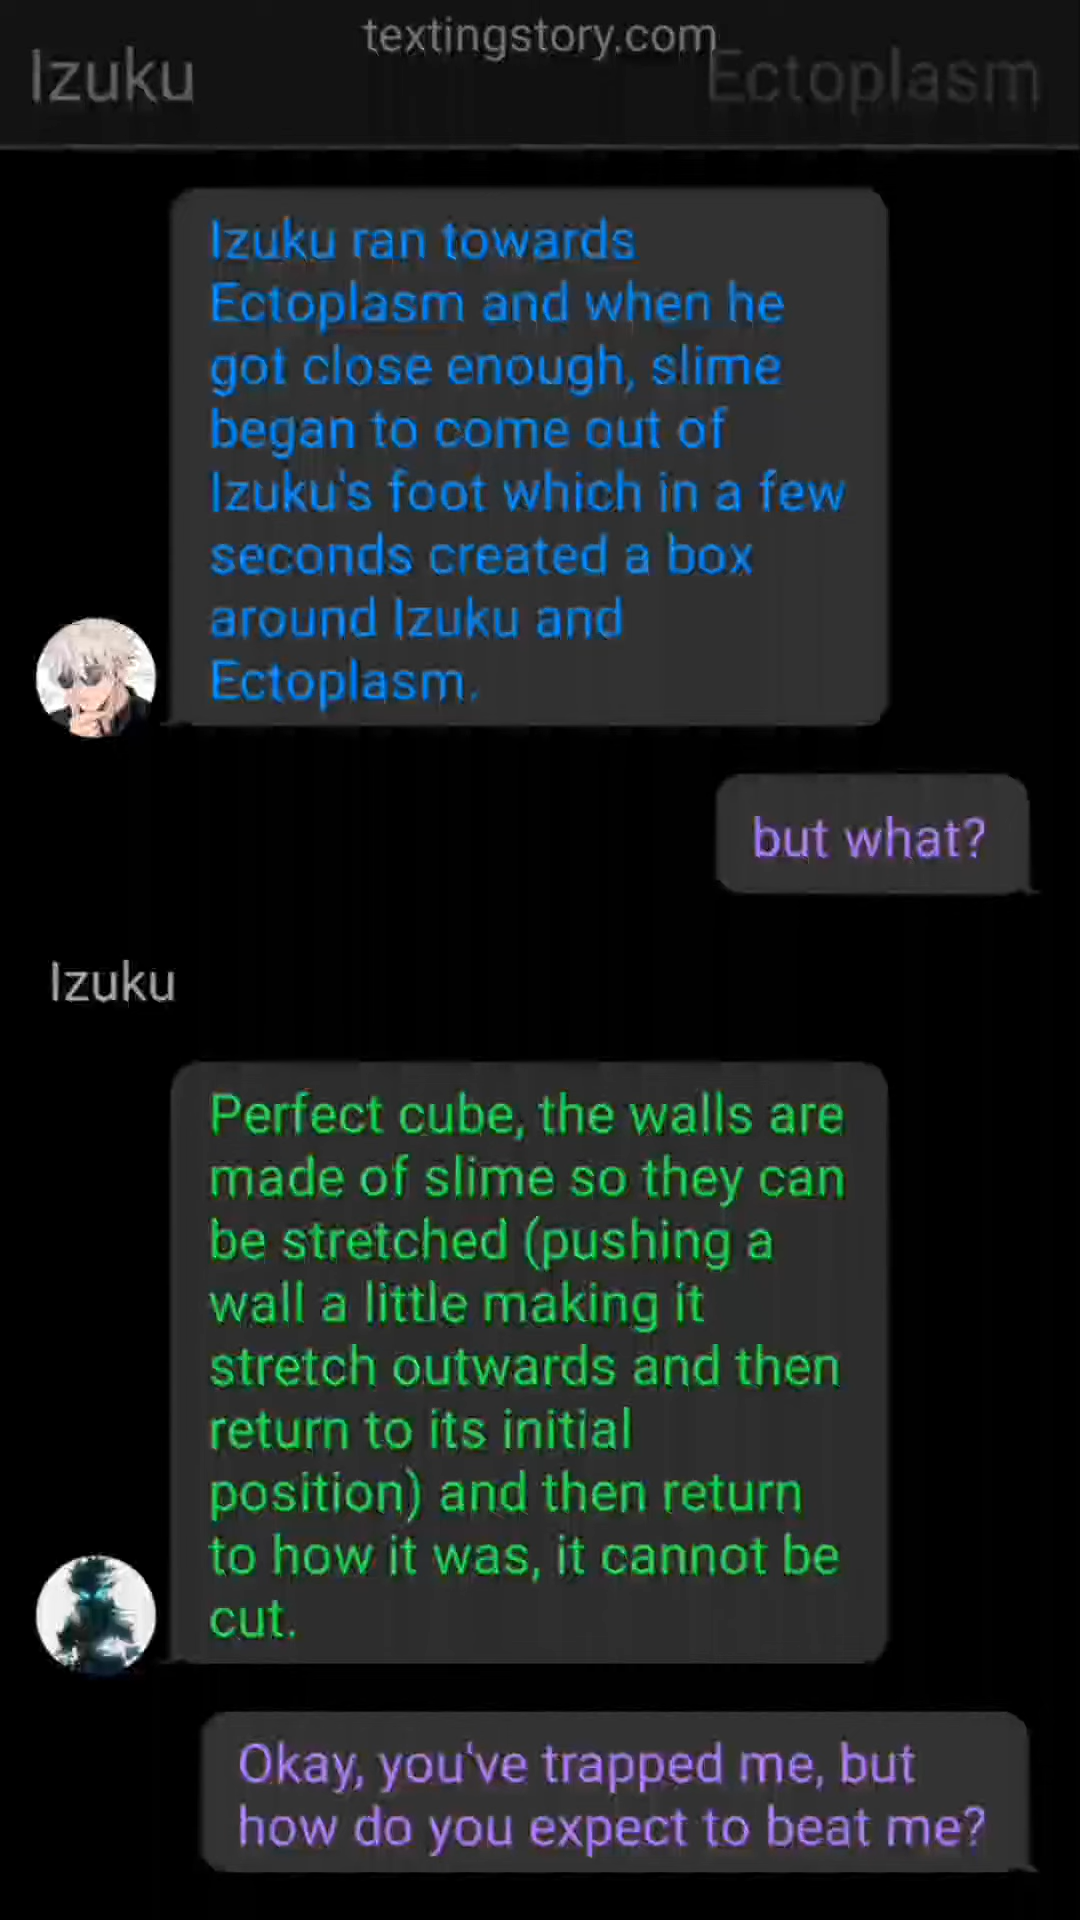 textingstory.com
Izuku
Ectoplasm
Izuku ran towards
Ectoplasm and when he
got close enough, slime
began to come out of
Izuku's foot which in a few
seconds created a box
around Izuku and
Ectoplasm.
but what?
Izuku
Perfect cube, the walls are
made of slime so they can
be stretched (pushing a
wall a little making it
stretch outwards and then
return to its initial
position) and then return
to how it was, it cannot be
cut.
Okay, you've trapped me, but
how do you expect to beat me?